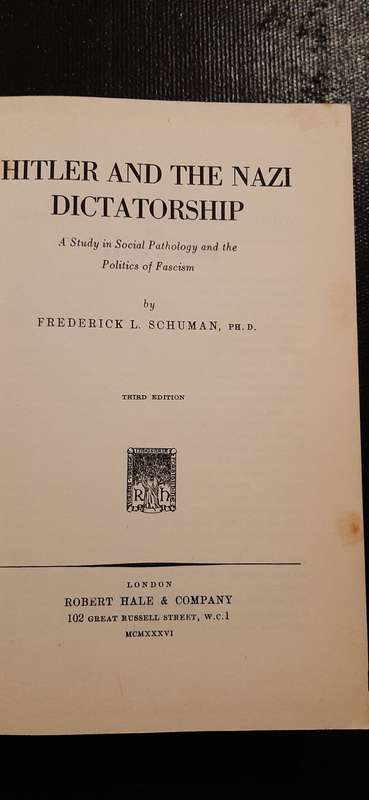 HITLER AND THE NAZI
DICTATORSHIP
A Study in Social Pathology and the
Politics of Fascism
by
FREDERICK L. SCHUMAN, PH. D.
THIRD EDITION
R H
LONDON
ROBERT HALE & COMPANY
102 GREAT RUSSELL STREET, W.C.1
MCMXXXVI